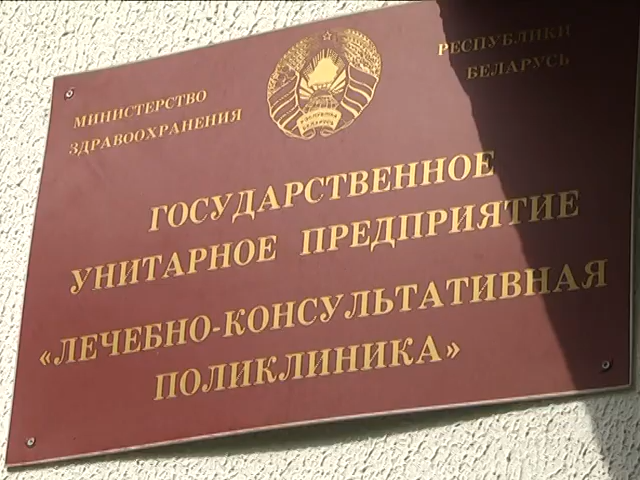 МИНИСТЕРСТВО
ЗДРАВООХРАНЕНИЯ
РЕСПУБЛИКИ
БЕЛАРУСЬ
ГОСУДАРСТВЕННОЕ
УНИТАРНОЕ ПРЕДПРИЯТИЕ
«ЛЕЧЕБНО-КОНСУЛЬТАТИВНАЯ
ПОЛИКЛИНИКА»